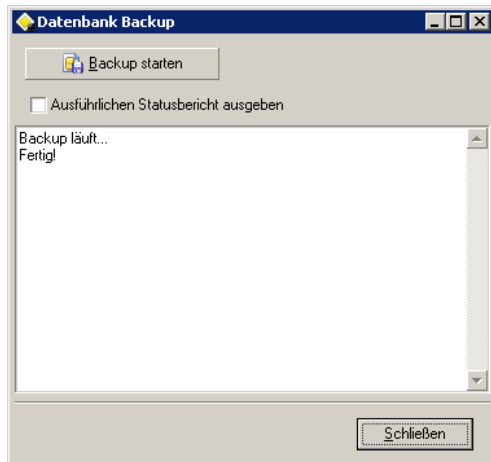 Datenbank Backup
Backup starten
Ausführlichen Statusbericht ausgeben
Backup läuft...
Fertig!
Schließen